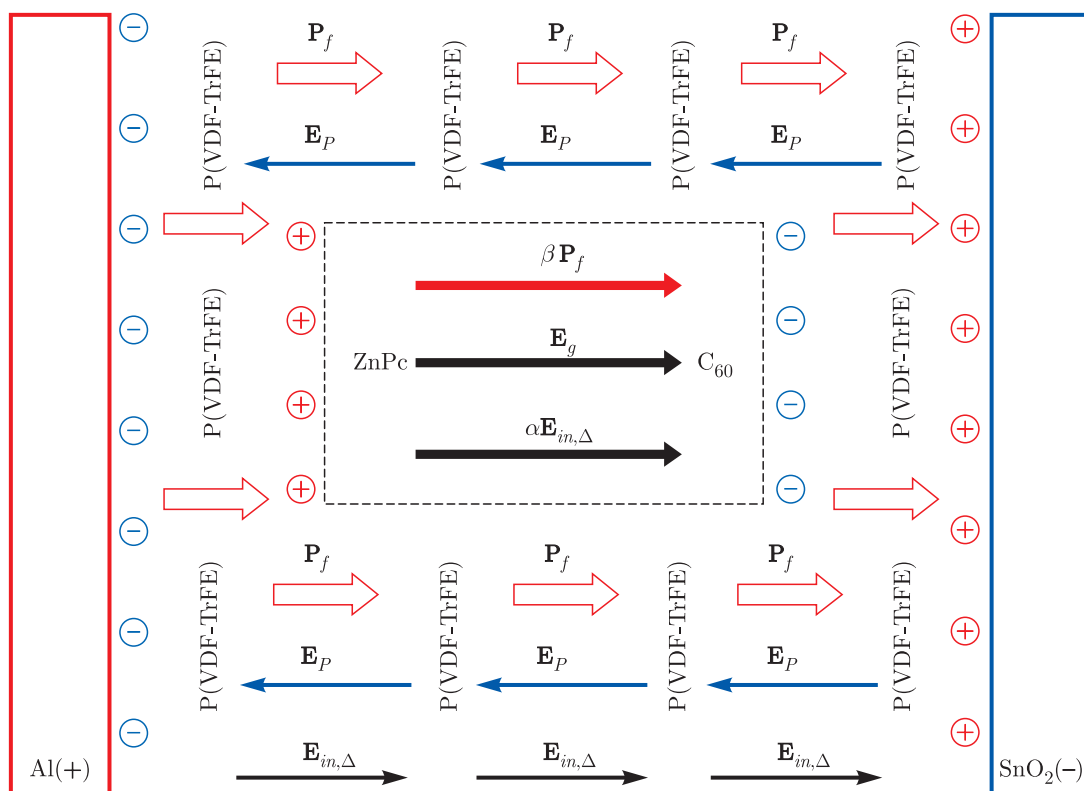 P_f P_f P_f
P(VDF-TrFE) P(VDF-TrFE) P(VDF-TrFE) P(VDF-TrFE)
E_P E_P E_P
β P_f
P(VDF-TrFE) P(VDF-TrFE)
E_g
ZnPc C_60
αE_in,Δ
P_f P_f P_f
P(VDF-TrFE) P(VDF-TrFE) P(VDF-TrFE) P(VDF-TrFE)
E_P E_P E_P
E_in,Δ E_in,Δ E_in,Δ
Al(+) SnO_2(−)